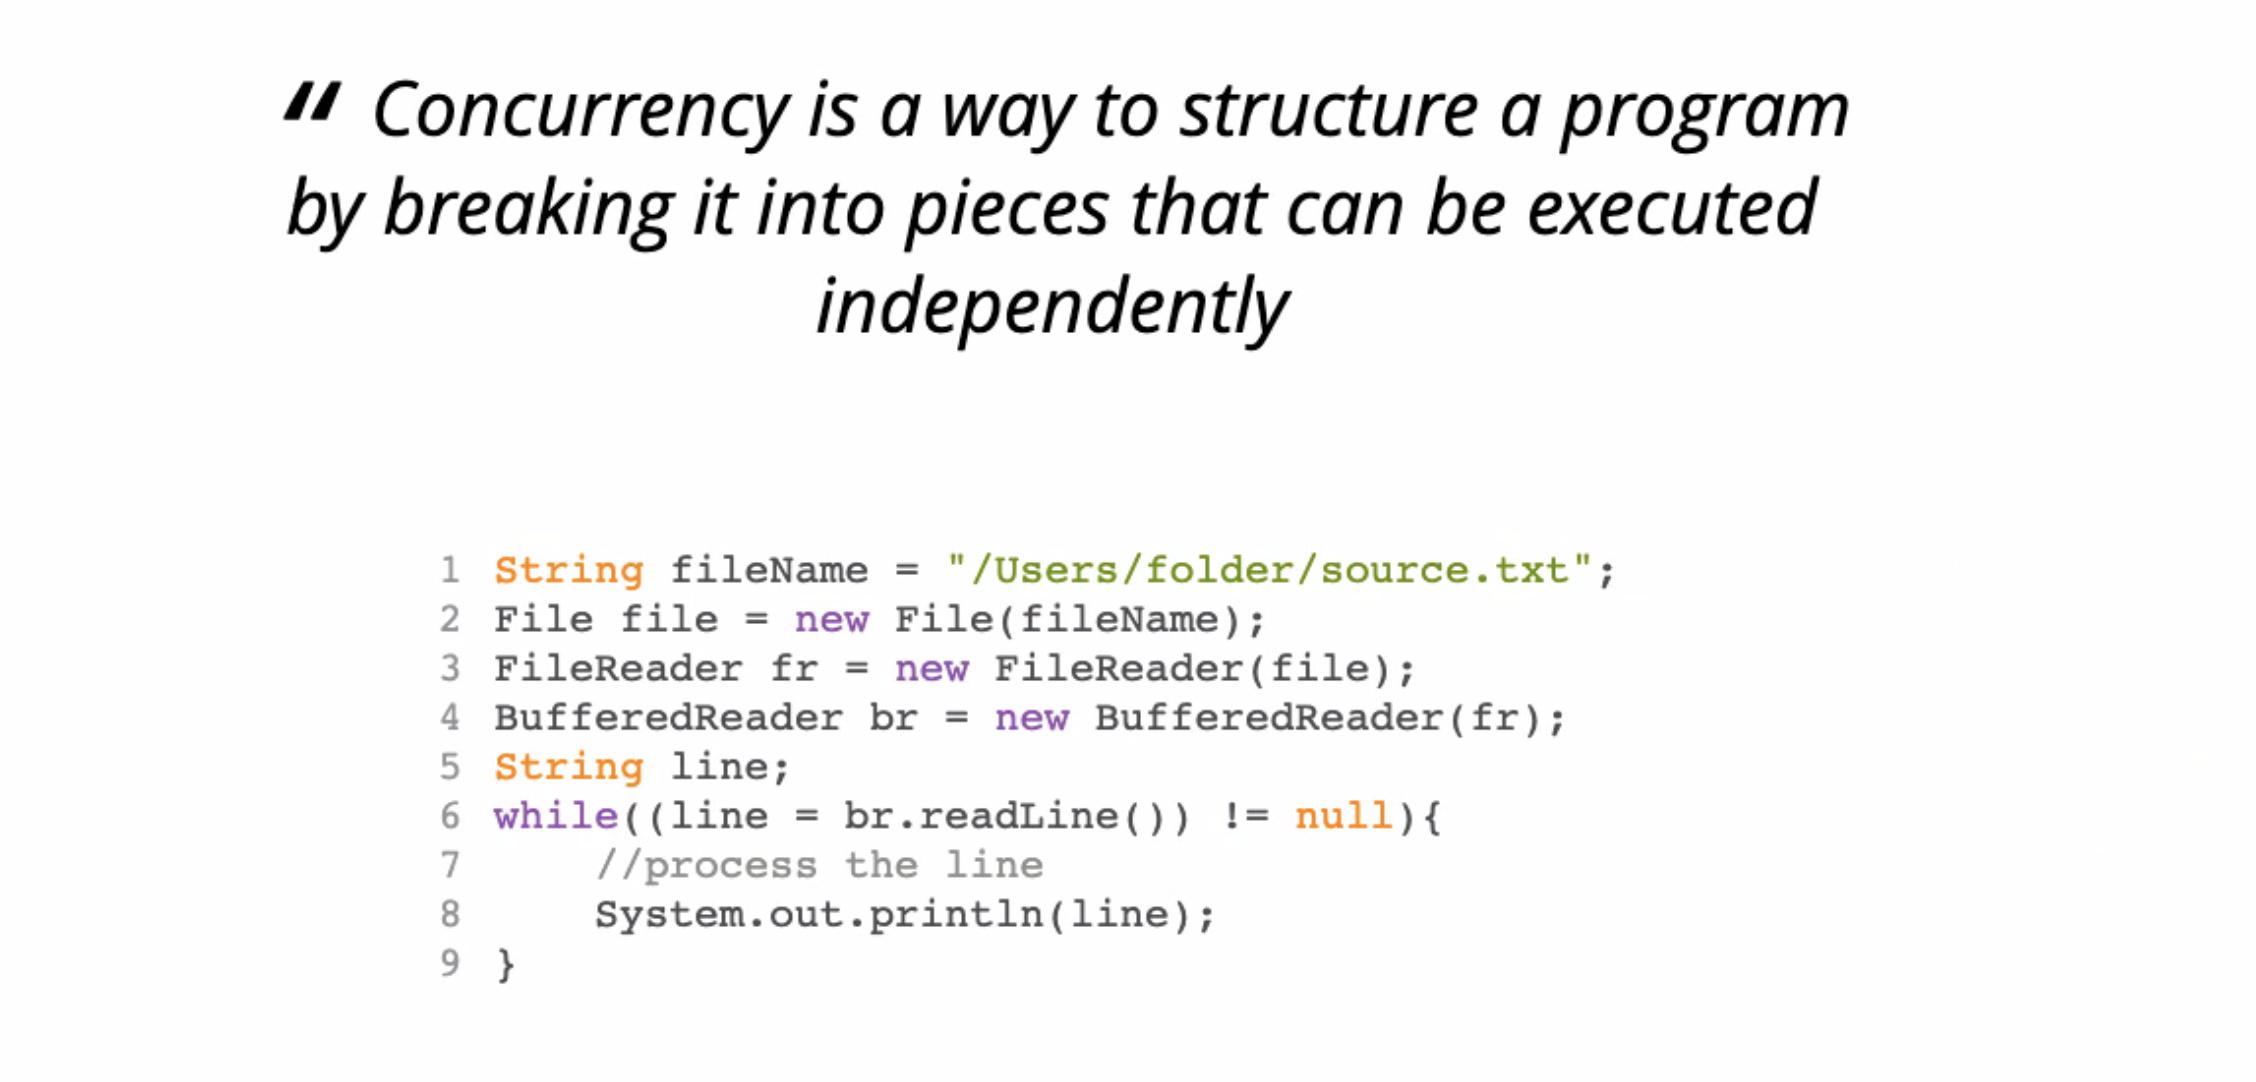 “ Concurrency is a way to structure a program
by breaking it into pieces that can be executed
independently
1 String fileName = "/Users/folder/source.txt";
2 File file = new File(fileName);
3 FileReader fr = new FileReader(file);
4 BufferedReader br = new BufferedReader(fr);
5 String line;
6 while((line = br.readLine()) != null){
7     //process the line
8     System.out.println(line);
9 }